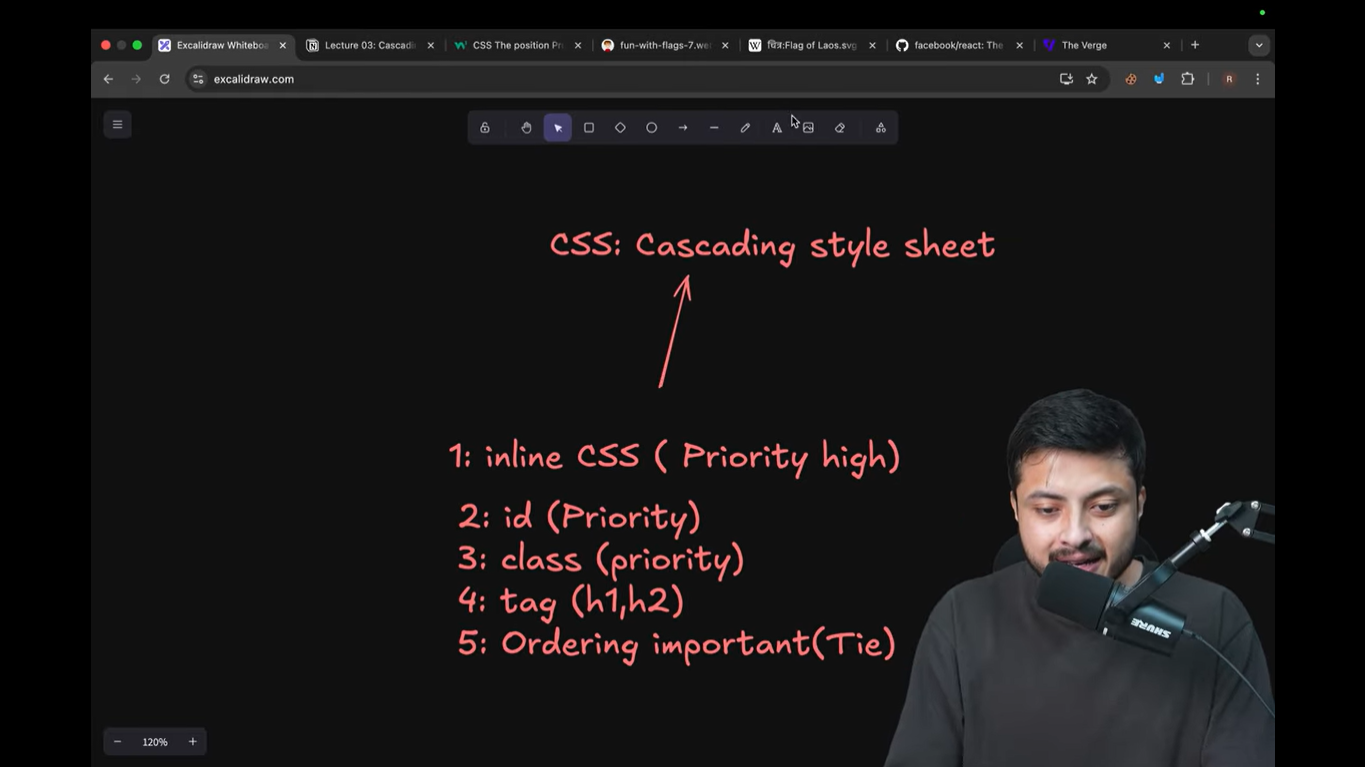 Excalidraw Whiteboa
Lecture 03: Cascadi
CSS The position Pr
fun-with-flags-7.we
चित्र:Flag of Laos.svg
facebook/react: The
The Verge
excalidraw.com
R
CSS: Cascading style sheet
1: inline CSS ( Priority high)
2: id (Priority)
3: class (priority)
4: tag (h1,h2)
5: Ordering important(Tie)
SHURE
120%